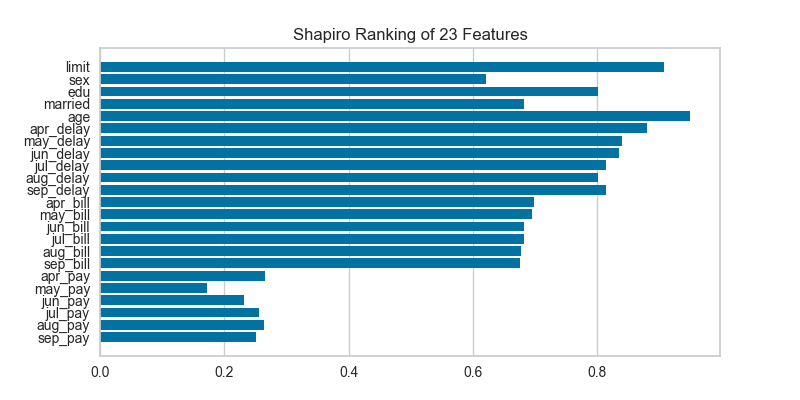 Shapiro Ranking of 23 Features
limit
sex
edu
married
age
apr_delay
may_delay
jun_delay
jul_delay
aug_delay
sep_delay
apr_bill
may_bill
jun_bill
jul_bill
aug_bill
sep_bill
apr_pay
may_pay
jun_pay
jul_pay
aug_pay
sep_pay
0.0 0.2 0.4 0.6 0.8